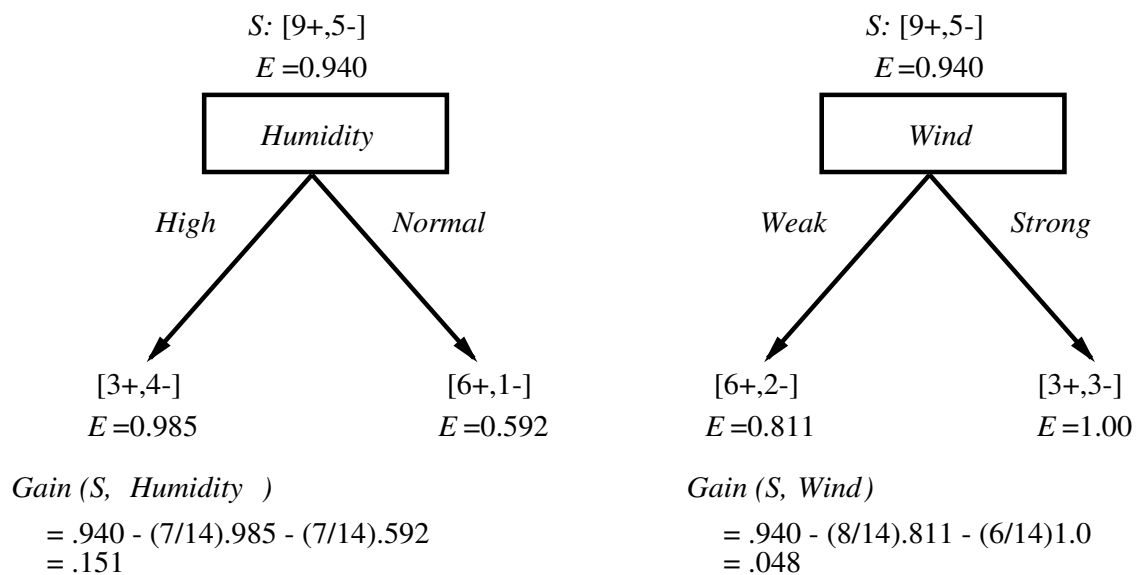 S: [9+,5-]
E =0.940
Humidity
High
Normal
[3+,4-]
E =0.985
[6+,1-]
E =0.592
Gain (S, Humidity )
= .940 - (7/14).985 - (7/14).592
= .151
S: [9+,5-]
E =0.940
Wind
Weak
Strong
[6+,2-]
E =0.811
[3+,3-]
E =1.00
Gain (S, Wind)
= .940 - (8/14).811 - (6/14)1.0
= .048